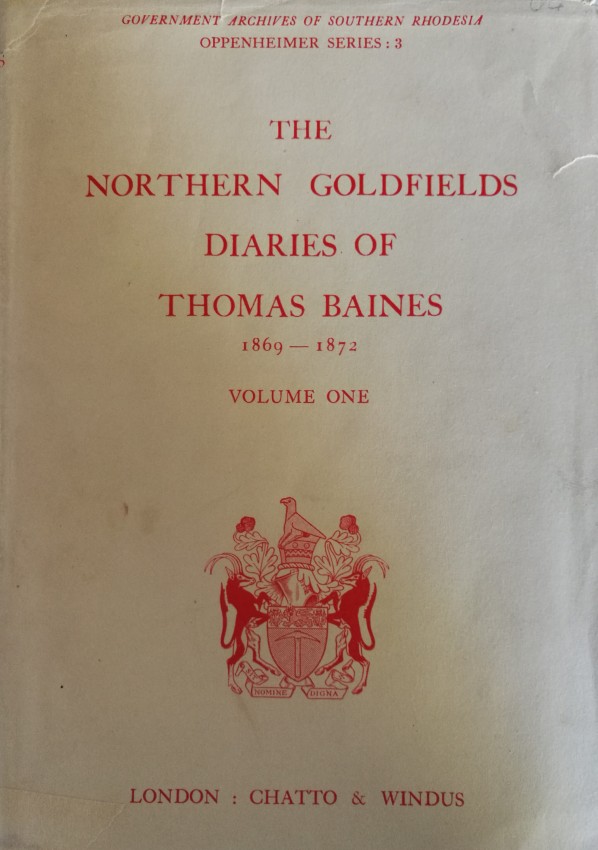 GOVERNMENT ARCHIVES OF SOUTHERN RHODESIA
OPPENHEIMER SERIES : 3
THE
NORTHERN GOLDFIELDS
DIARIES OF
THOMAS BAINES
1869 — 1872
VOLUME ONE
NOMINE DIGNA
LONDON : CHATTO & WINDUS